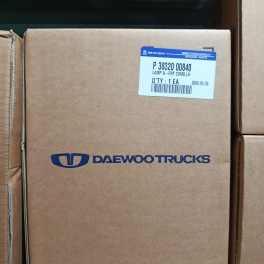 P 38320 00840
LAMP A - FRT COMBI,LH
Q'TY : 1 EA
DAEWOO TRUCKS